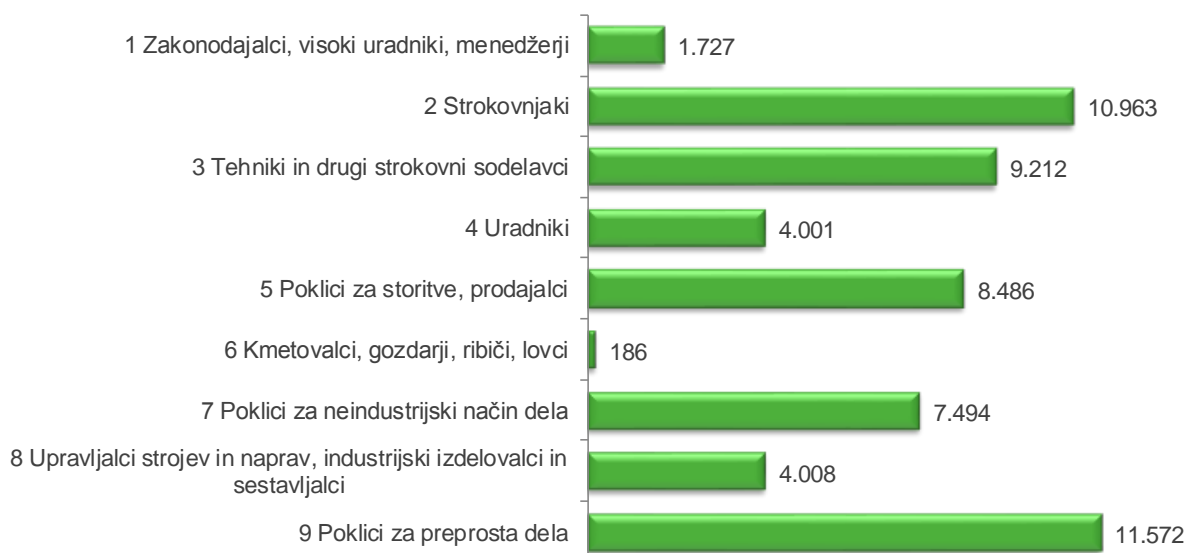 1 Zakonodajalci, visoki uradniki, menedžerji 1.727
2 Strokovnjaki 10.963
3 Tehniki in drugi strokovni sodelavci 9.212
4 Uradniki 4.001
5 Poklici za storitve, prodajalci 8.486
6 Kmetovalci, gozdarji, ribiči, lovci 186
7 Poklici za neindustrijski način dela 7.494
8 Upravljalci strojev in naprav, industrijski izdelovalci in
sestavljalci 4.008
9 Poklici za preprosta dela 11.572